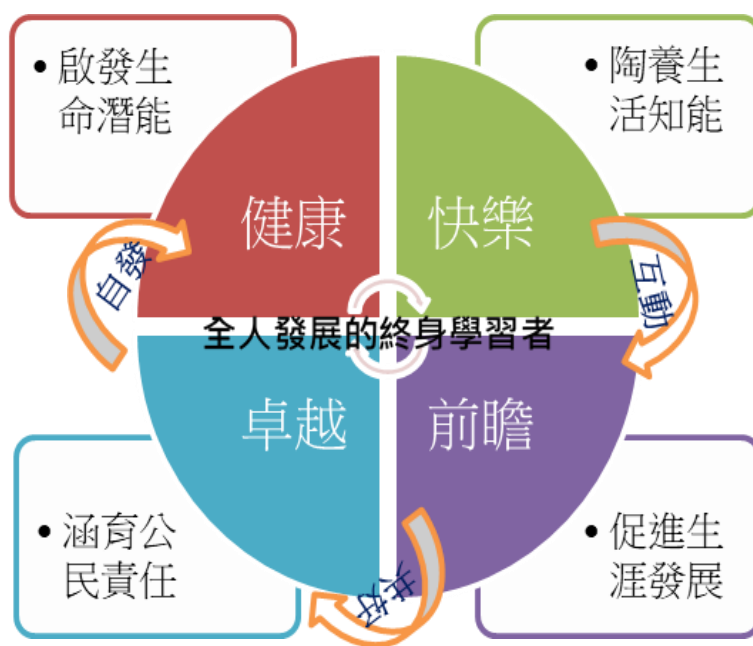 • 啟發生
命潛能
• 陶養生
活知能
健康
快樂
自發
互動
全人發展的終身學習者
卓越
前瞻
• 涵育公
民責任
共好
• 促進生
涯發展